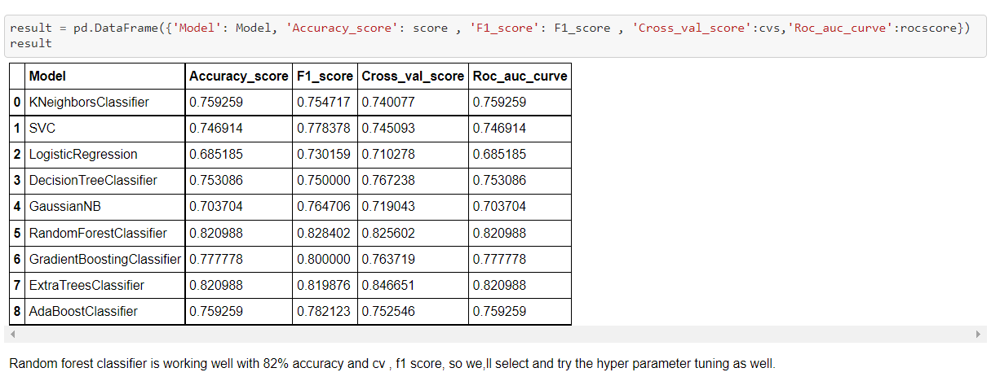 result = pd.DataFrame({'Model': Model, 'Accuracy_score': score , 'F1_score': F1_score , 'Cross_val_score':cvs,'Roc_auc_curve':rocscore})
result
Model Accuracy_score F1_score Cross_val_score Roc_auc_curve
0 KNeighborsClassifier 0.759259 0.754717 0.740077 0.759259
1 SVC 0.746914 0.778378 0.745093 0.746914
2 LogisticRegression 0.685185 0.730159 0.710278 0.685185
3 DecisionTreeClassifier 0.753086 0.750000 0.767238 0.753086
4 GaussianNB 0.703704 0.764706 0.719043 0.703704
5 RandomForestClassifier 0.820988 0.828402 0.825602 0.820988
6 GradientBoostingClassifier 0.777778 0.800000 0.763719 0.777778
7 ExtraTreesClassifier 0.820988 0.819876 0.846651 0.820988
8 AdaBoostClassifier 0.759259 0.782123 0.752546 0.759259
Random forest classifier is working well with 82% accuracy and cv , f1 score, so we,ll select and try the hyper parameter tuning as well.